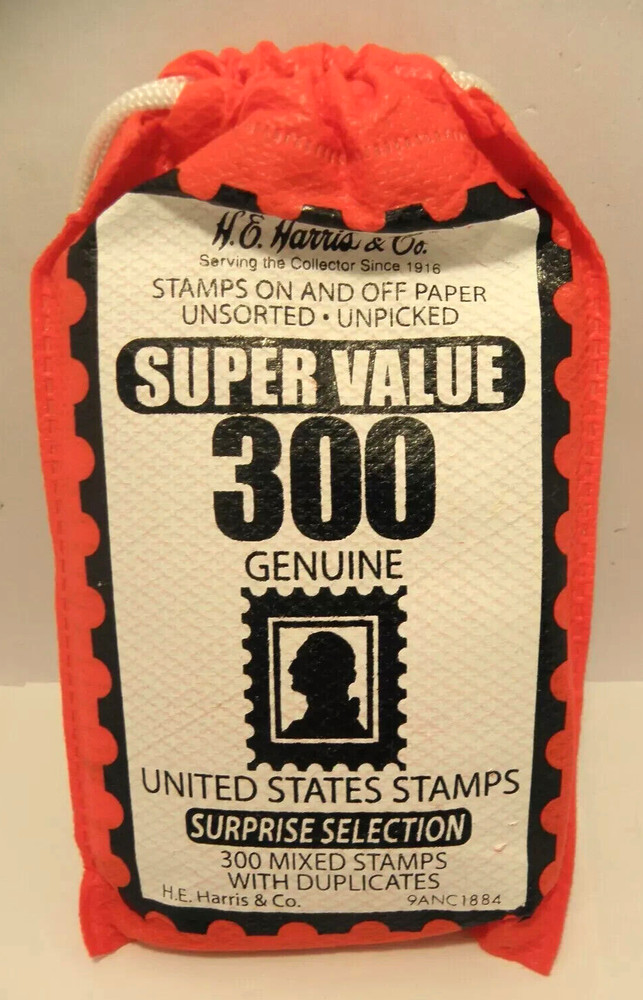 H.E. Harris & Co.
Serving the Collector Since 1916
STAMPS ON AND OFF PAPER
UNSORTED • UNPICKED
SUPER VALUE
300
GENUINE
UNITED STATES STAMPS
SURPRISE SELECTION
300 MIXED STAMPS
WITH DUPLICATES
H.E. Harris & Co. 9ANC1884